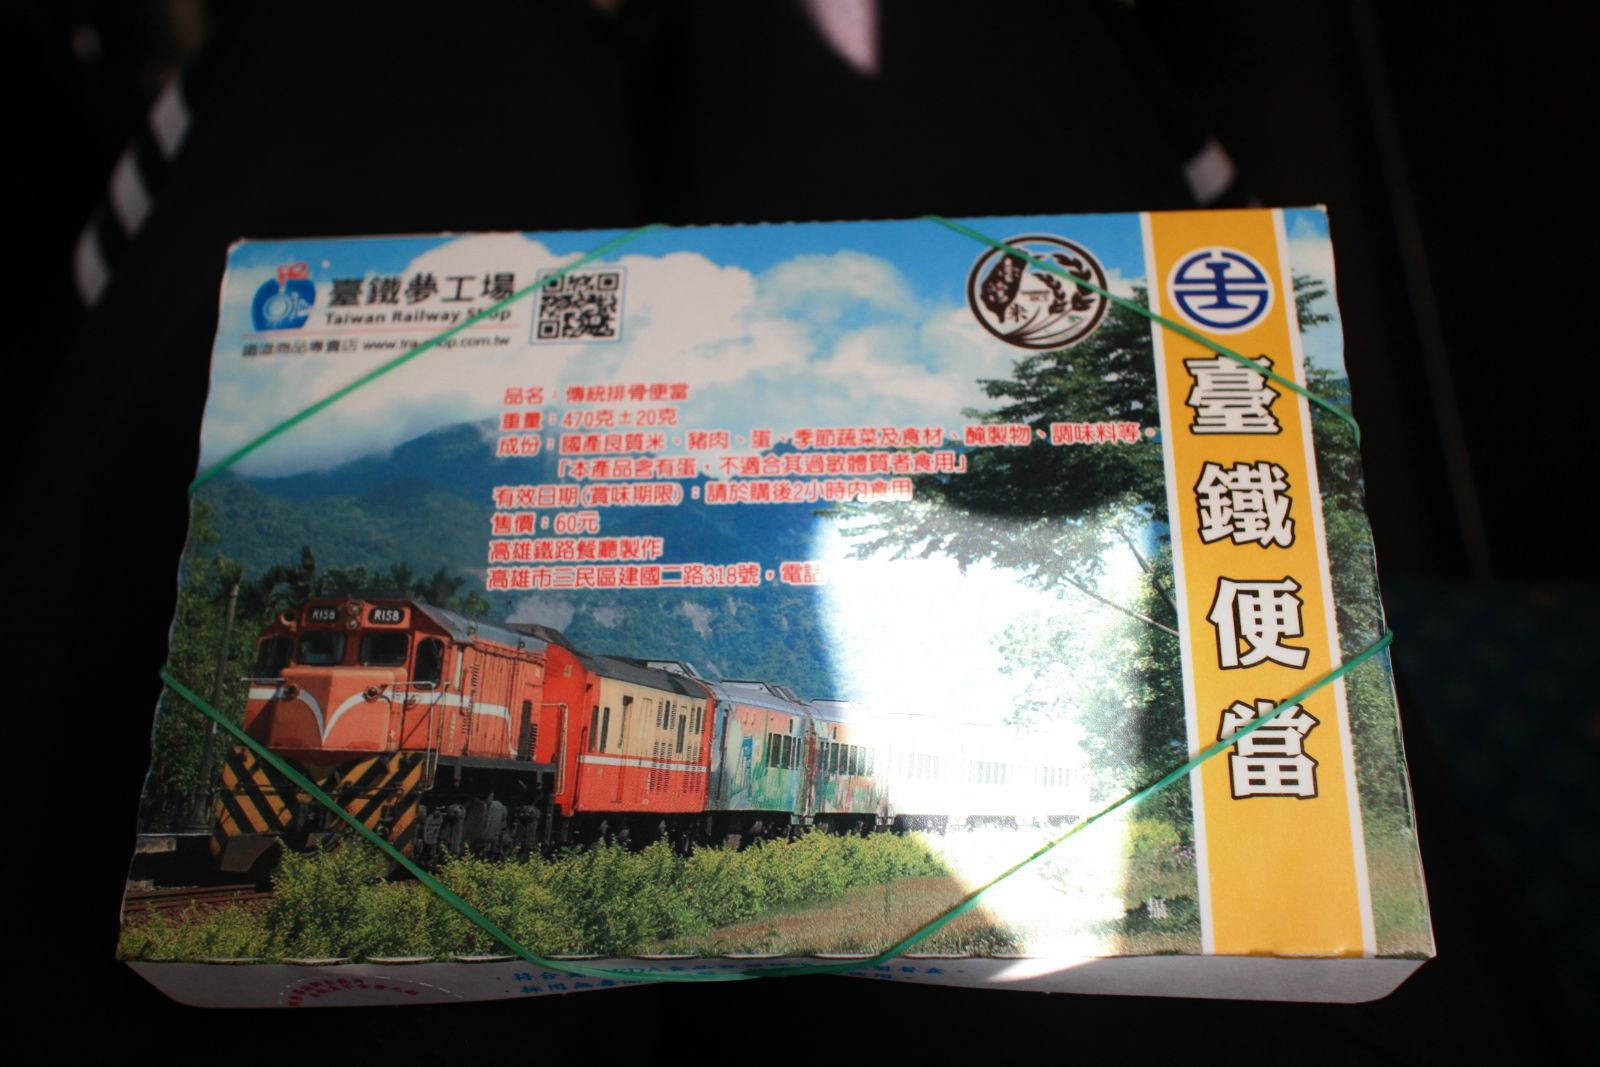 臺鐵夢工場
Taiwan Railway Shop
鐵道商品專賣店 www.tra-shop.com.tw
品名：傳統排骨便當
重量：470克±20克
成份：國產良質米、豬肉、蛋、季節蔬菜及食材、醃製物、調味料等。
「本產品含有蛋，不適合其過敏體質者食用」
有效日期(賞味期限)：請於購後2小時內食用
售價：60元
高雄鐵路餐廳製作
高雄市三民區建國二路318號，電話
米
臺鐵便當
R158 R158